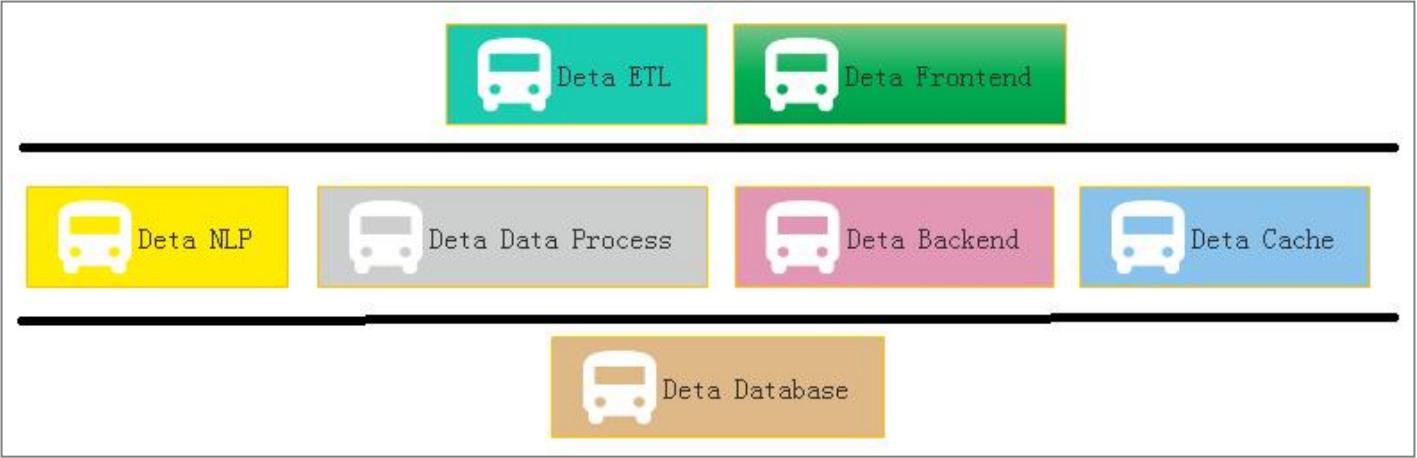 Deta ETL
Deta Frontend
Deta NLP
Deta Data Process
Deta Backend
Deta Cache
Deta Database